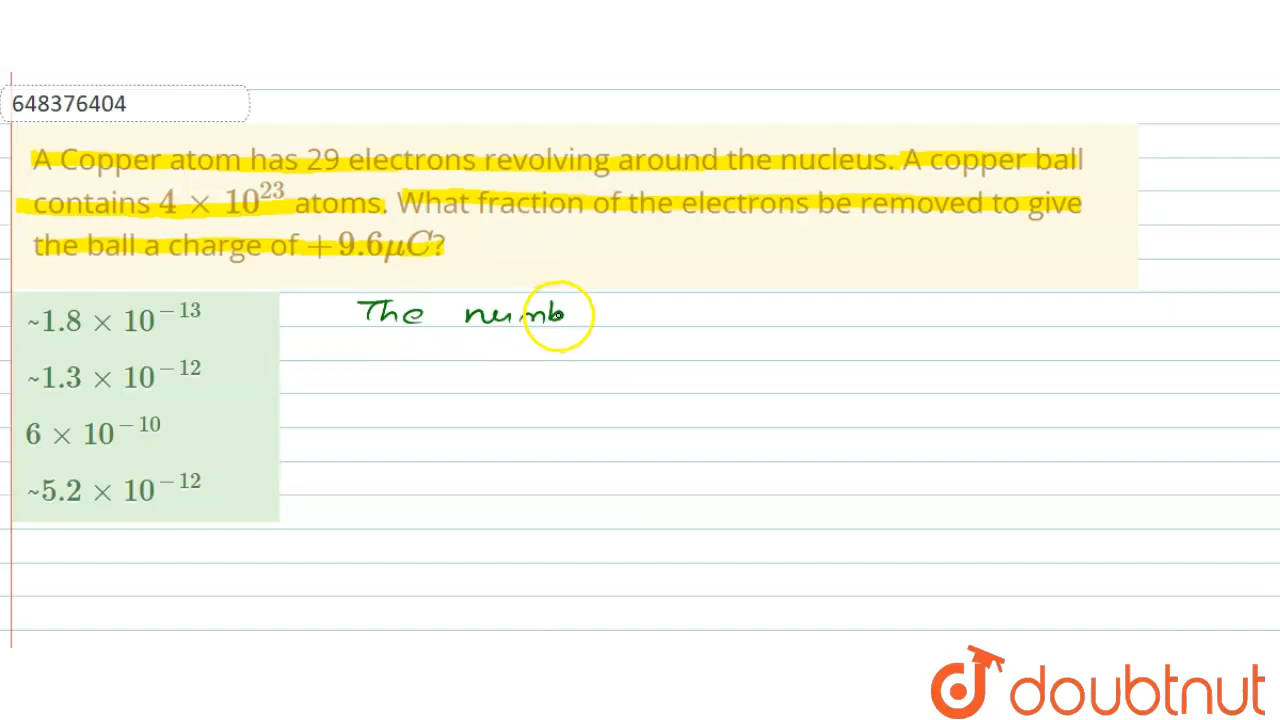 648376404
A Copper atom has 29 electrons revolving around the nucleus. A copper ball
contains 4 × 10^23 atoms. What fraction of the electrons be removed to give
the ball a charge of +9.6μC?
~1.8 × 10^−13
~1.3 × 10^−12
6 × 10^−10
~5.2 × 10^−12
The numb
doubtnut